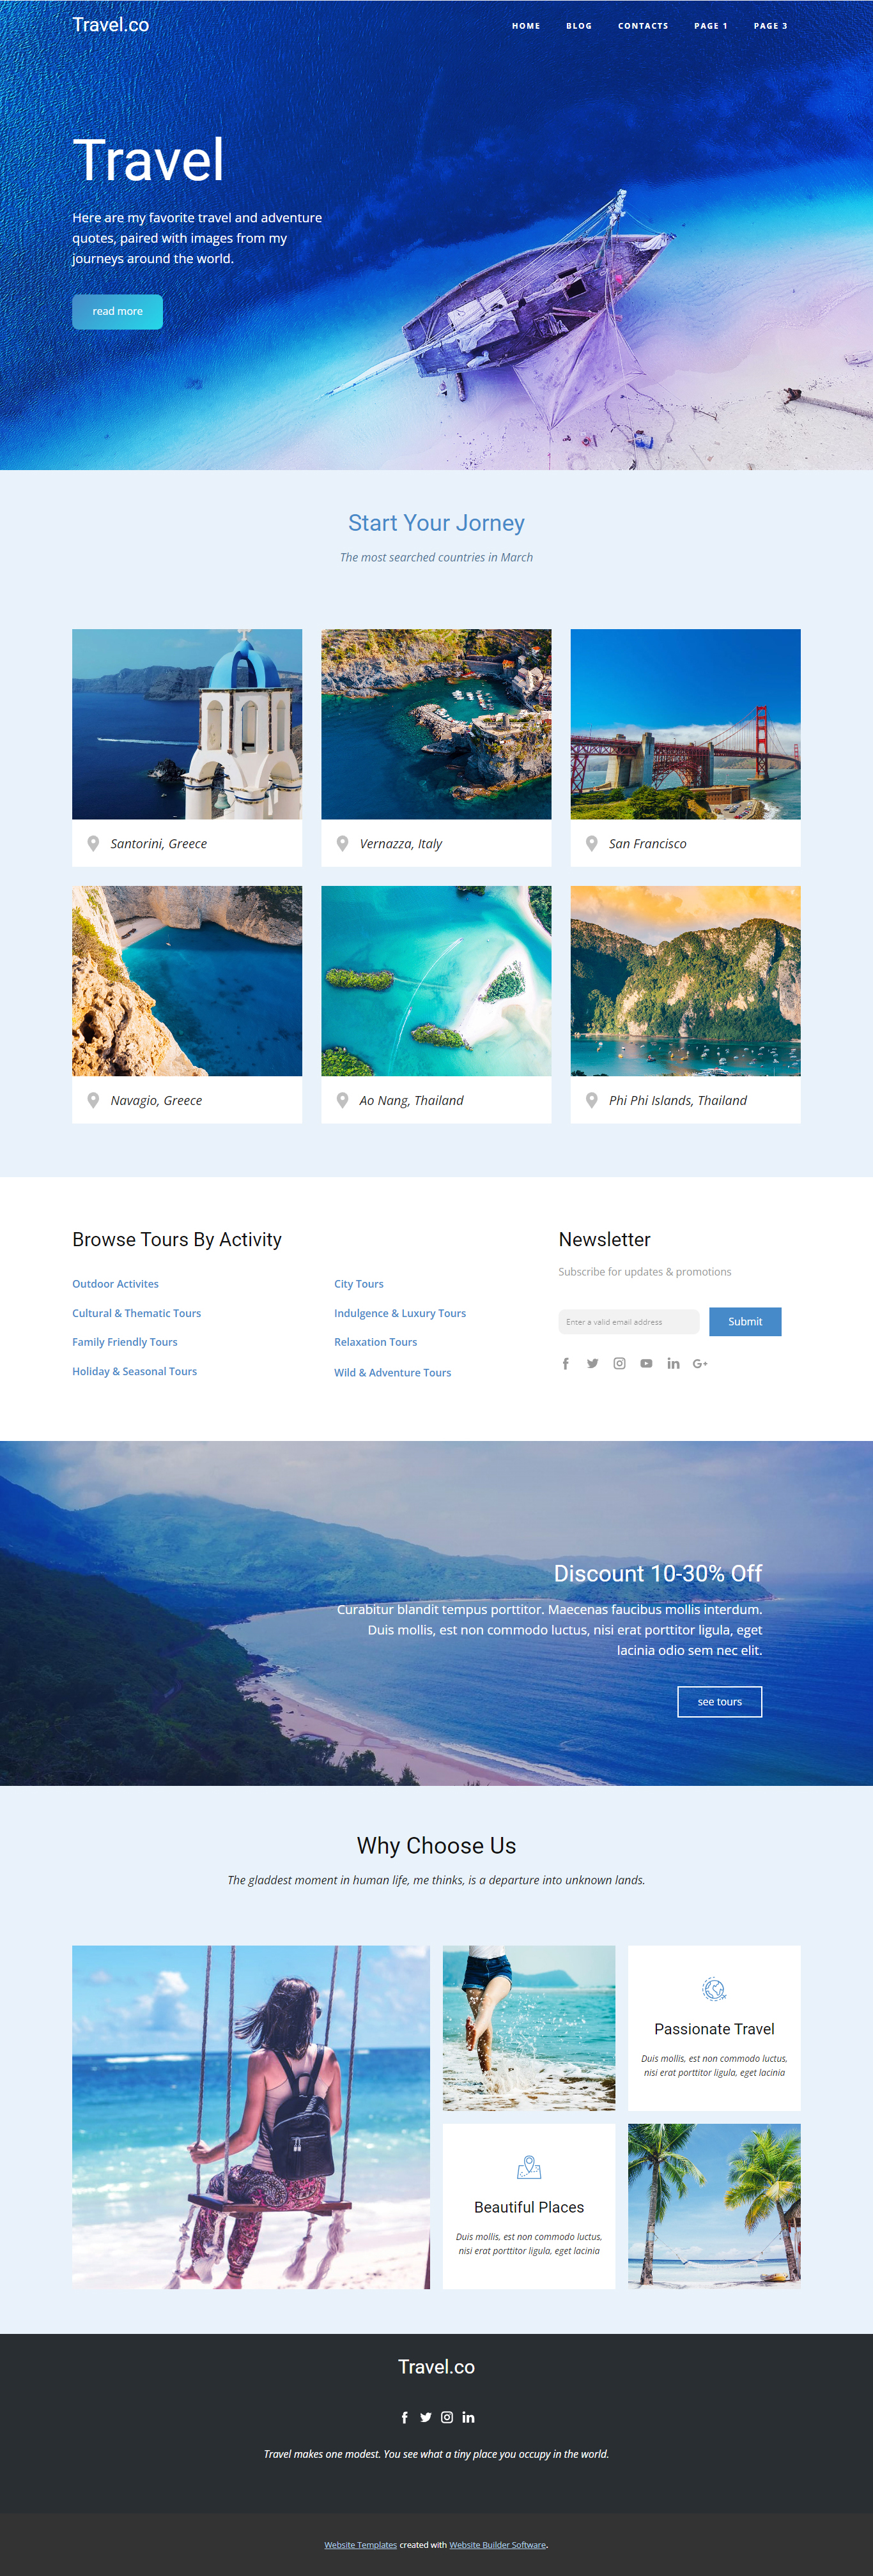 Travel.co
HOME
BLOG
CONTACTS
PAGE 1
PAGE 3
Travel
Here are my favorite travel and adventure
quotes, paired with images from my
journeys around the world.
read more
Start Your Jorney
The most searched countries in March
Santorini, Greece
Vernazza, Italy
San Francisco
Navagio, Greece
Ao Nang, Thailand
Phi Phi Islands, Thailand
Browse Tours By Activity
Outdoor Activites
Cultural & Thematic Tours
Family Friendly Tours
Holiday & Seasonal Tours
City Tours
Indulgence & Luxury Tours
Relaxation Tours
Wild & Adventure Tours
Newsletter
Subscribe for updates & promotions
Enter a valid email address
Submit
Discount 10-30% Off
Curabitur blandit tempus porttitor. Maecenas faucibus mollis interdum.
Duis mollis, est non commodo luctus, nisi erat porttitor ligula, eget
lacinia odio sem nec elit.
see tours
Why Choose Us
The gladdest moment in human life, me thinks, is a departure into unknown lands.
Passionate Travel
Duis mollis, est non commodo luctus,
nisi erat porttitor ligula, eget lacinia
Beautiful Places
Duis mollis, est non commodo luctus,
nisi erat porttitor ligula, eget lacinia
Travel.co
Travel makes one modest. You see what a tiny place you occupy in the world.
Website Templates created with Website Builder Software.